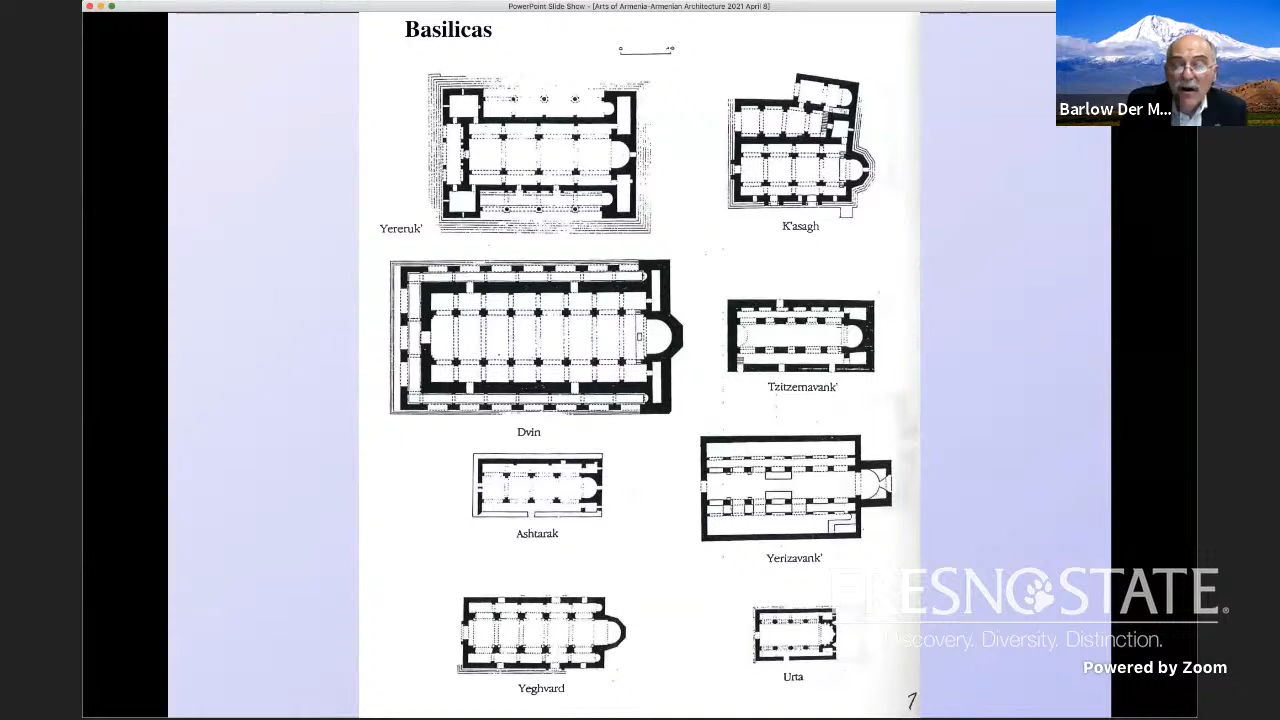 PowerPoint Slide Show - [Arts of Armenia-Armenian Architecture 2021 April 8]
Basilicas
Barlow Der M...
Yereruk'
K'asagh
Dvin
Tzitzernavank'
Ashtarak
Yerizavank'
Yeghvard
Urta
7
FRESNO STATE®
Discovery. Diversity. Distinction.
Powered by Zoom